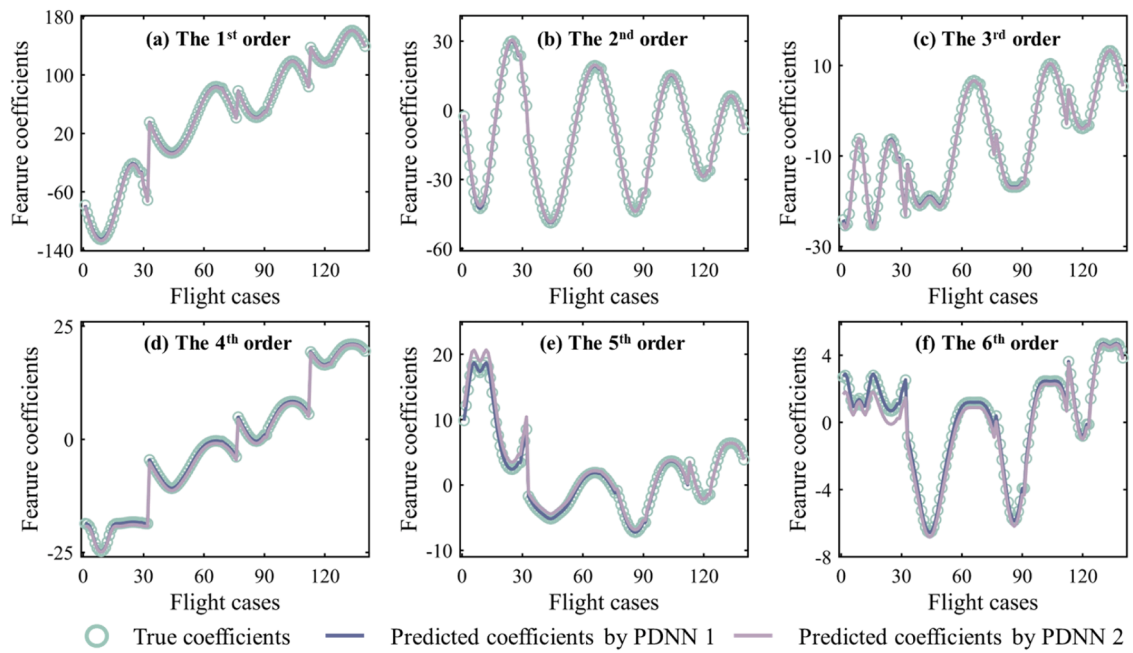 180
100
20
-60
-140
Fearure coefficients
(a) The 1st order
0 30 60 90 120
Flight cases
30
0
-30
-60
Fearure coefficients
(b) The 2nd order
0 30 60 90 120
Flight cases
10
-10
-30
Fearure coefficients
(c) The 3rd order
0 30 60 90 120
Flight cases
25
0
-25
Fearure coefficients
(d) The 4th order
0 30 60 90 120
Flight cases
20
10
0
-10
Fearure coefficients
(e) The 5th order
0 30 60 90 120
Flight cases
4
0
-4
-8
Fearure coefficients
(f) The 6th order
0 30 60 90 120
Flight cases
True coefficients Predicted coefficients by PDNN 1 Predicted coefficients by PDNN 2